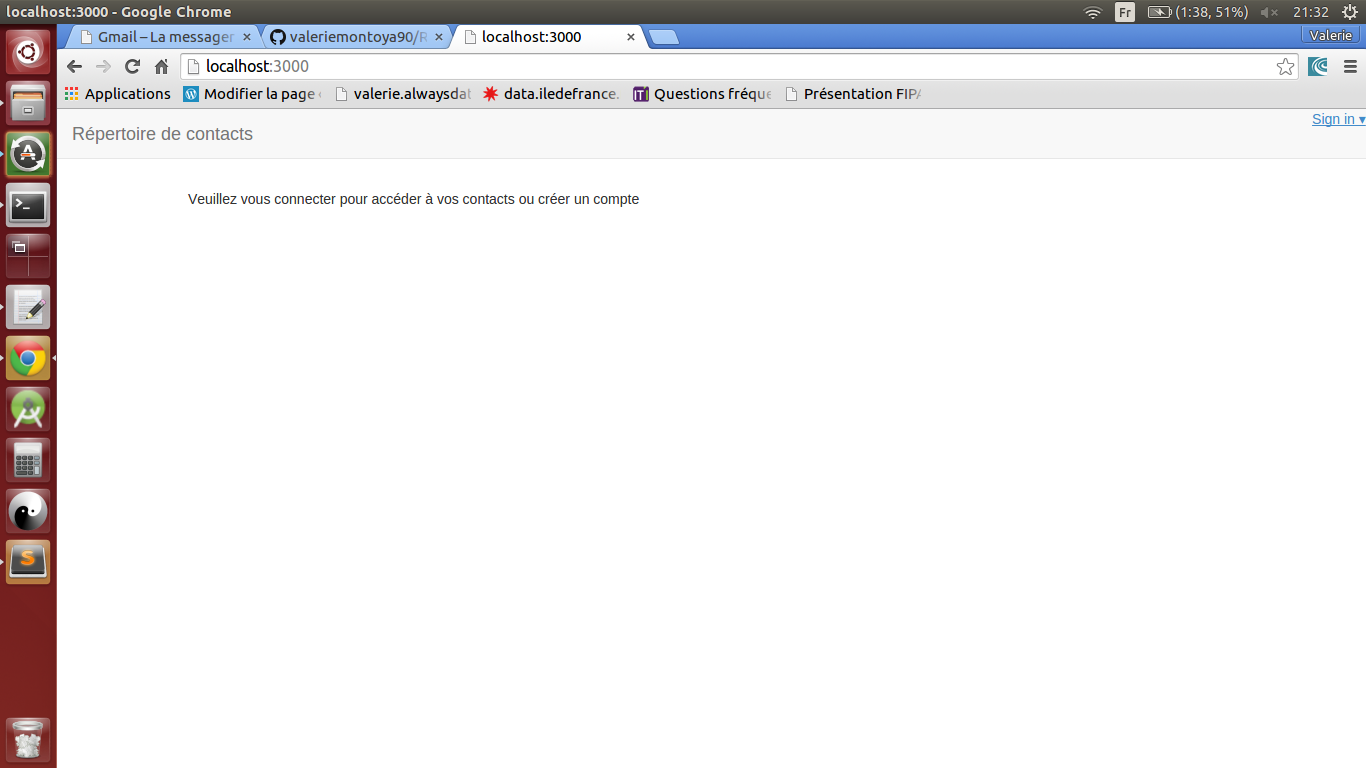 localhost:3000 - Google Chrome
Fr
(1:38, 51%)
21:32
Gmail – La messager
valeriemontoya90/R
localhost:3000
Valerie
localhost:3000
Applications
Modifier la page
valerie.alwaysdat
data.iledefrance.
Questions fréque
Présentation FIPA
Répertoire de contacts
Sign in ▾
Veuillez vous connecter pour accéder à vos contacts ou créer un compte